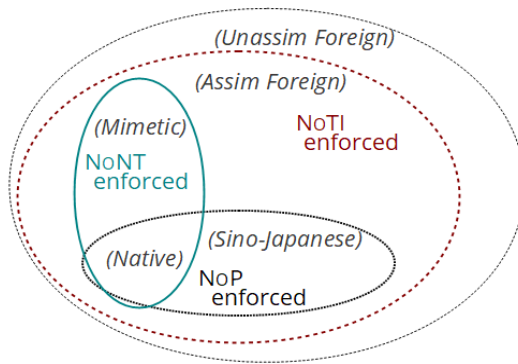 (Unassim Foreign)
(Assim Foreign)
(Mimetic)
NoTI
enforced
NoNT
enforced
(Sino-Japanese)
(Native)
NoP
enforced